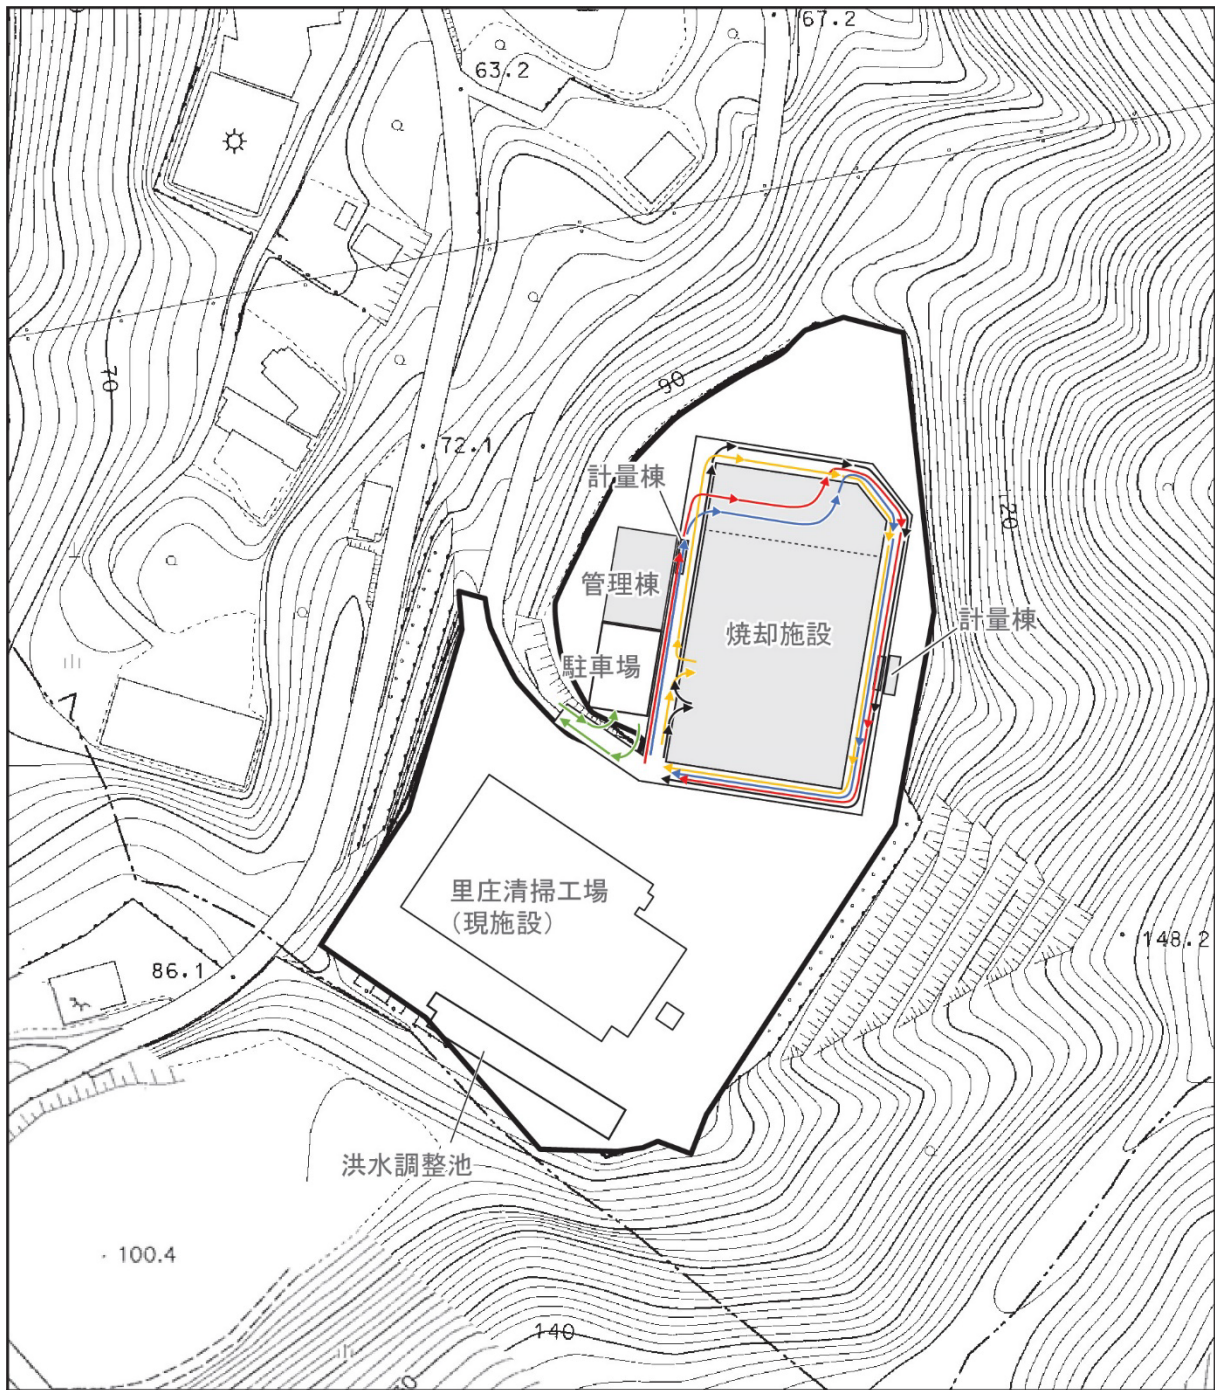 67.2
63.2
70
90
72.1
計量棟
120
管理棟
計量棟
焼却施設
駐車場
里庄清掃工場
（現施設）
148.2
86.1
洪水調整池
100.4
140